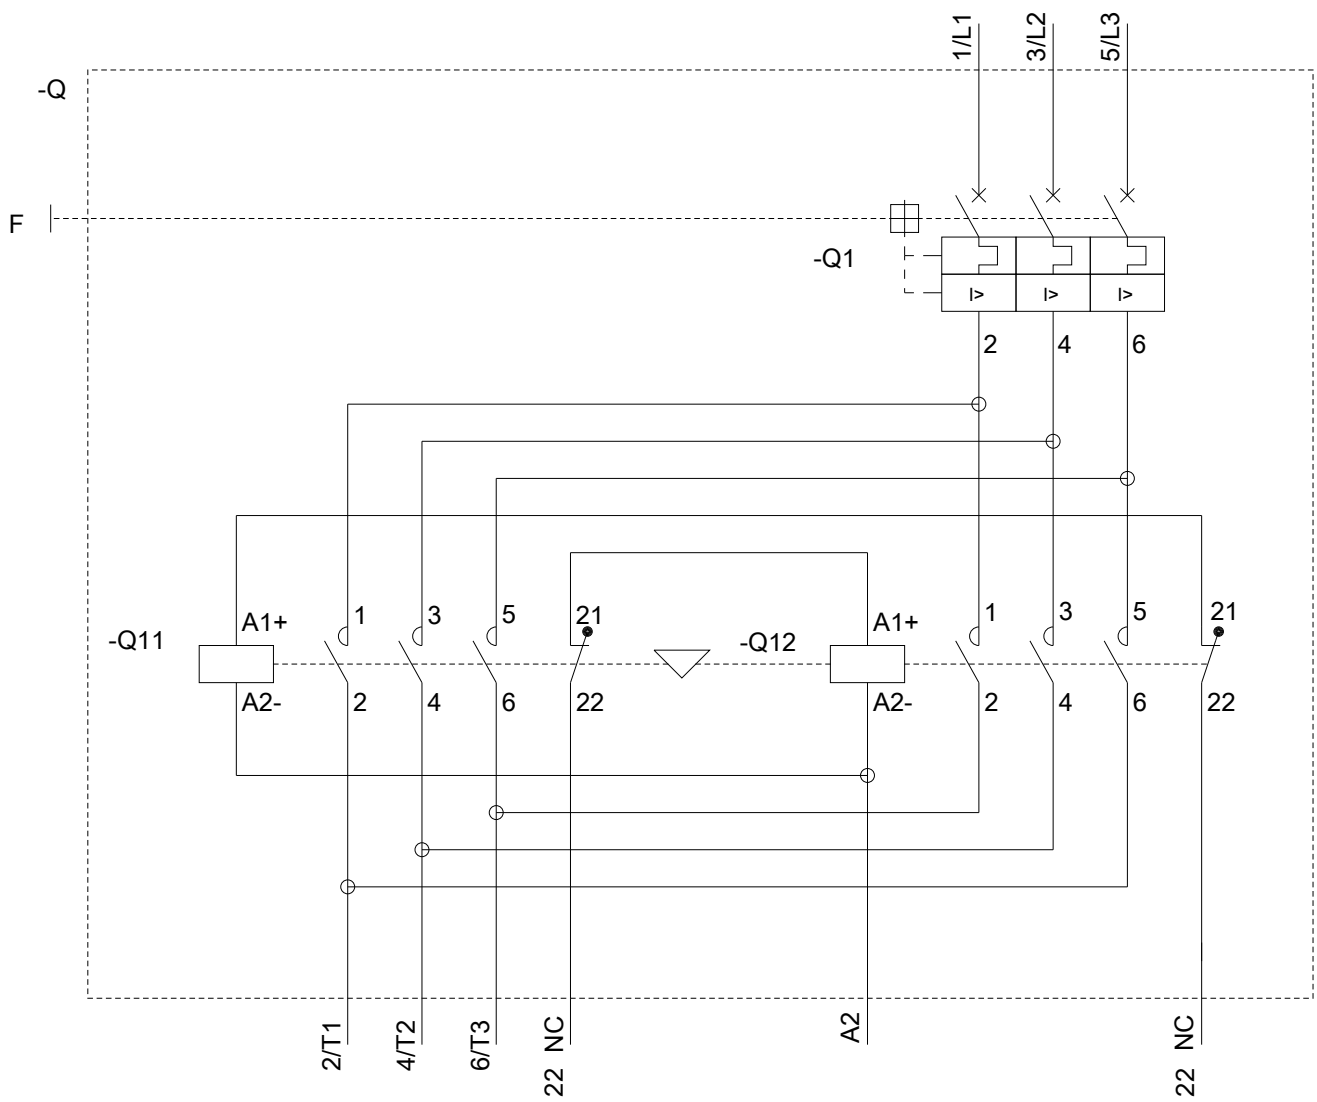 1/L1 3/L2 5/L3
-Q
F
-Q1
I> I> I>
2 4 6
A1+ 1 3 5 21 A1+ 1 3 5 21
-Q11 -Q12
A2- 2 4 6 22 A2- 2 4 6 22
2/T1 4/T2 6/T3 22 NC A2 22 NC